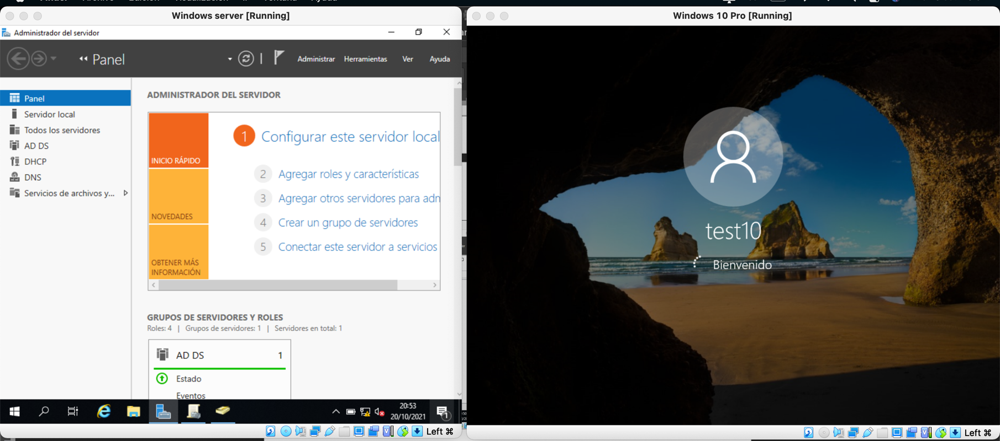 Windows server [Running]
Administrador del servidor
Panel
Administrar Herramientas Ver Ayuda
Panel
Servidor local
Todos los servidores
AD DS
DHCP
DNS
Servicios de archivos y...
ADMINISTRADOR DEL SERVIDOR
INICIO RÁPIDO
NOVEDADES
OBTENER MÁS
INFORMACIÓN
1 Configurar este servidor local
2 Agregar roles y características
3 Agregar otros servidores para adn
4 Crear un grupo de servidores
5 Conectar este servidor a servicios
GRUPOS DE SERVIDORES Y ROLES
Roles: 4 | Grupos de servidores: 1 | Servidores en total: 1
AD DS 1
Estado
Eventos
20:53
20/10/2021
1
Left ⌘
Windows 10 Pro [Running]
test10
Bienvenido
Left ⌘